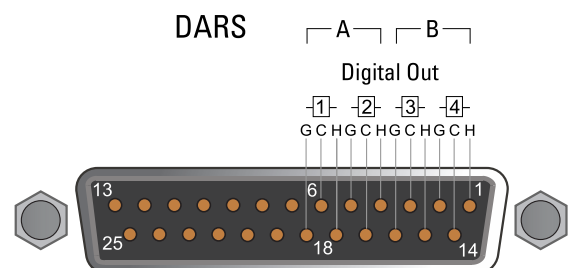 DARS
A B
Digital Out
1 2 3 4
G C H G C H G C H G C H
13 6 1
25 18 14